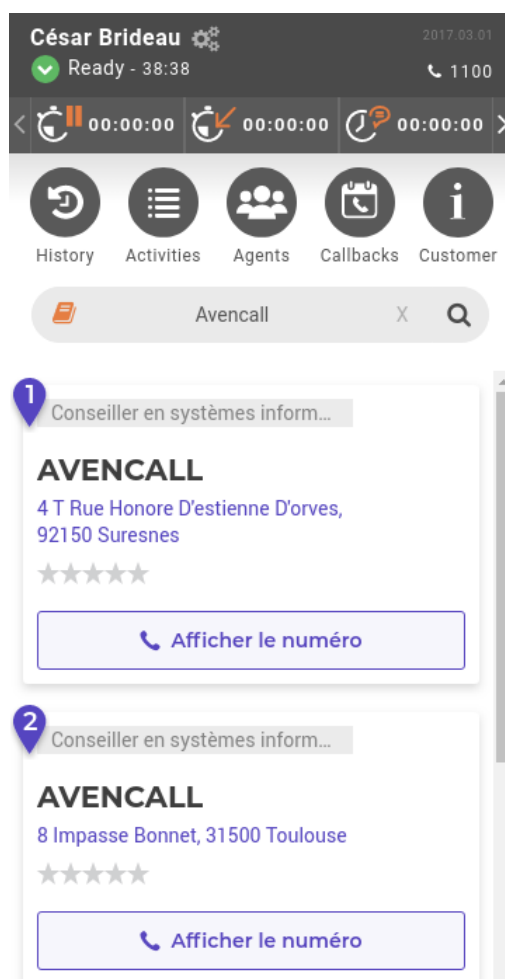 César Brideau
2017.03.01
Ready - 38:38
1100
00:00:00 00:00:00 00:00:00
History Activities Agents Callbacks Customer
Avencall X
1
Conseiller en systèmes inform...
AVENCALL
4 T Rue Honore D'estienne D'orves,
92150 Suresnes
Afficher le numéro
2
Conseiller en systèmes inform...
AVENCALL
8 Impasse Bonnet, 31500 Toulouse
Afficher le numéro